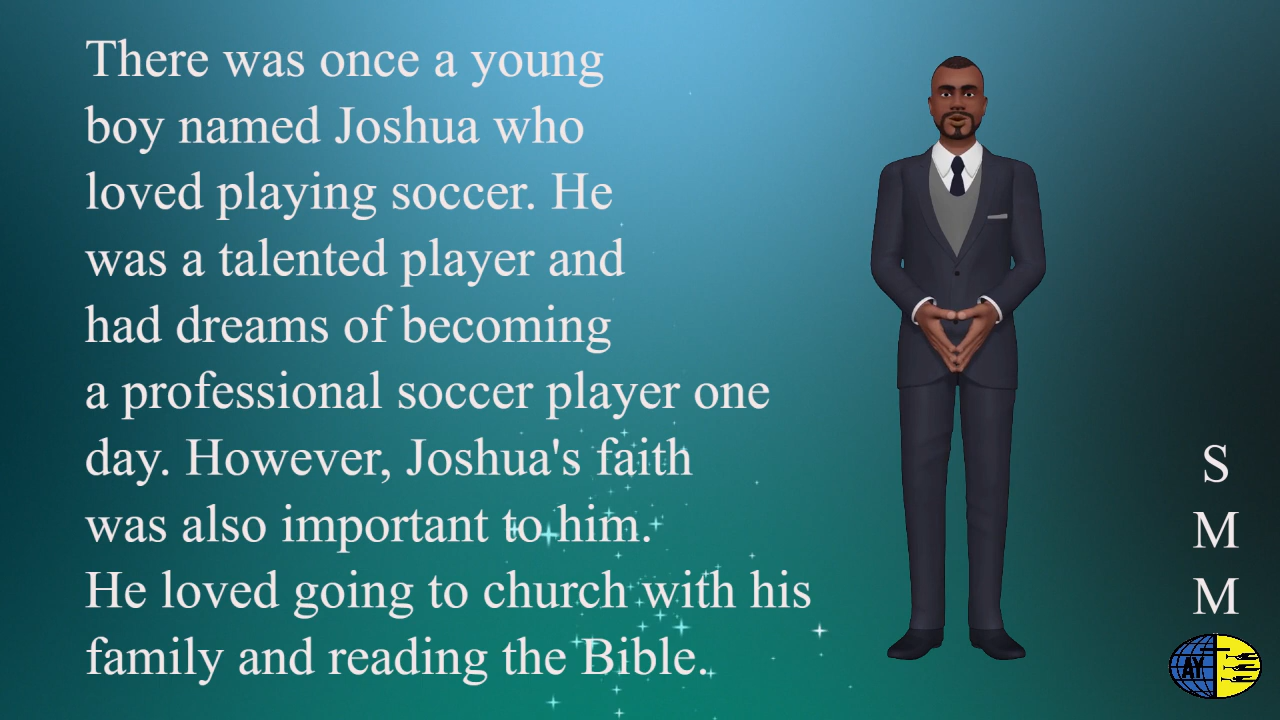 There was once a young
boy named Joshua who
loved playing soccer. He
was a talented player and
had dreams of becoming
a professional soccer player one
day. However, Joshua's faith
was also important to him.
He loved going to church with his
family and reading the Bible.
S
M
M
AY